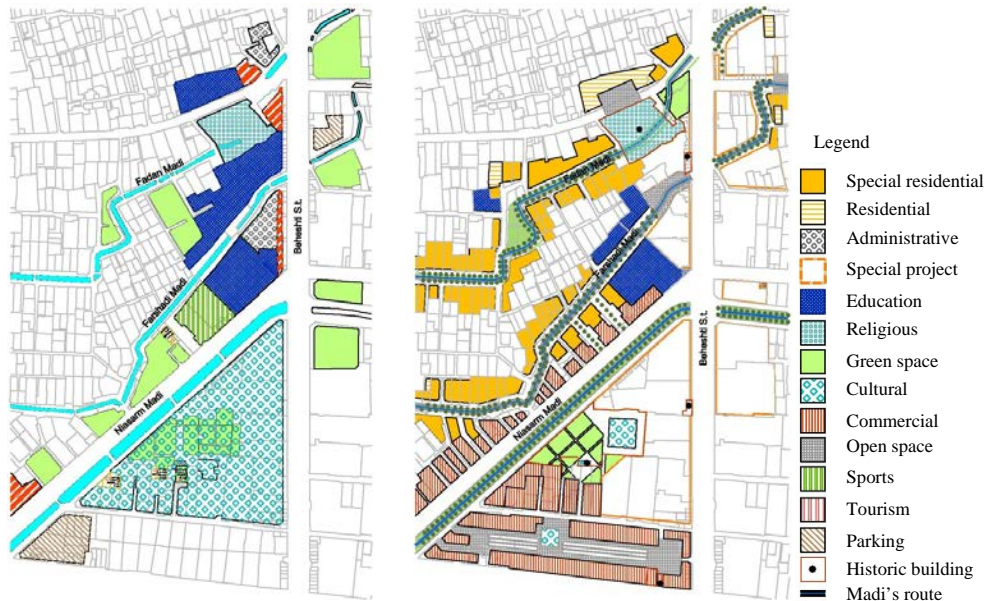 Fadan Madi
Farshadi Madi
Niasarm Madi
Beheshti S.t.
Fadan Madi
Farshadi Madi
Niasarm Madi
Beheshti S.t.
Legend
Special residential
Residential
Administrative
Special project
Education
Religious
Green space
Cultural
Commercial
Open space
Sports
Tourism
Parking
Historic building
Madi's route